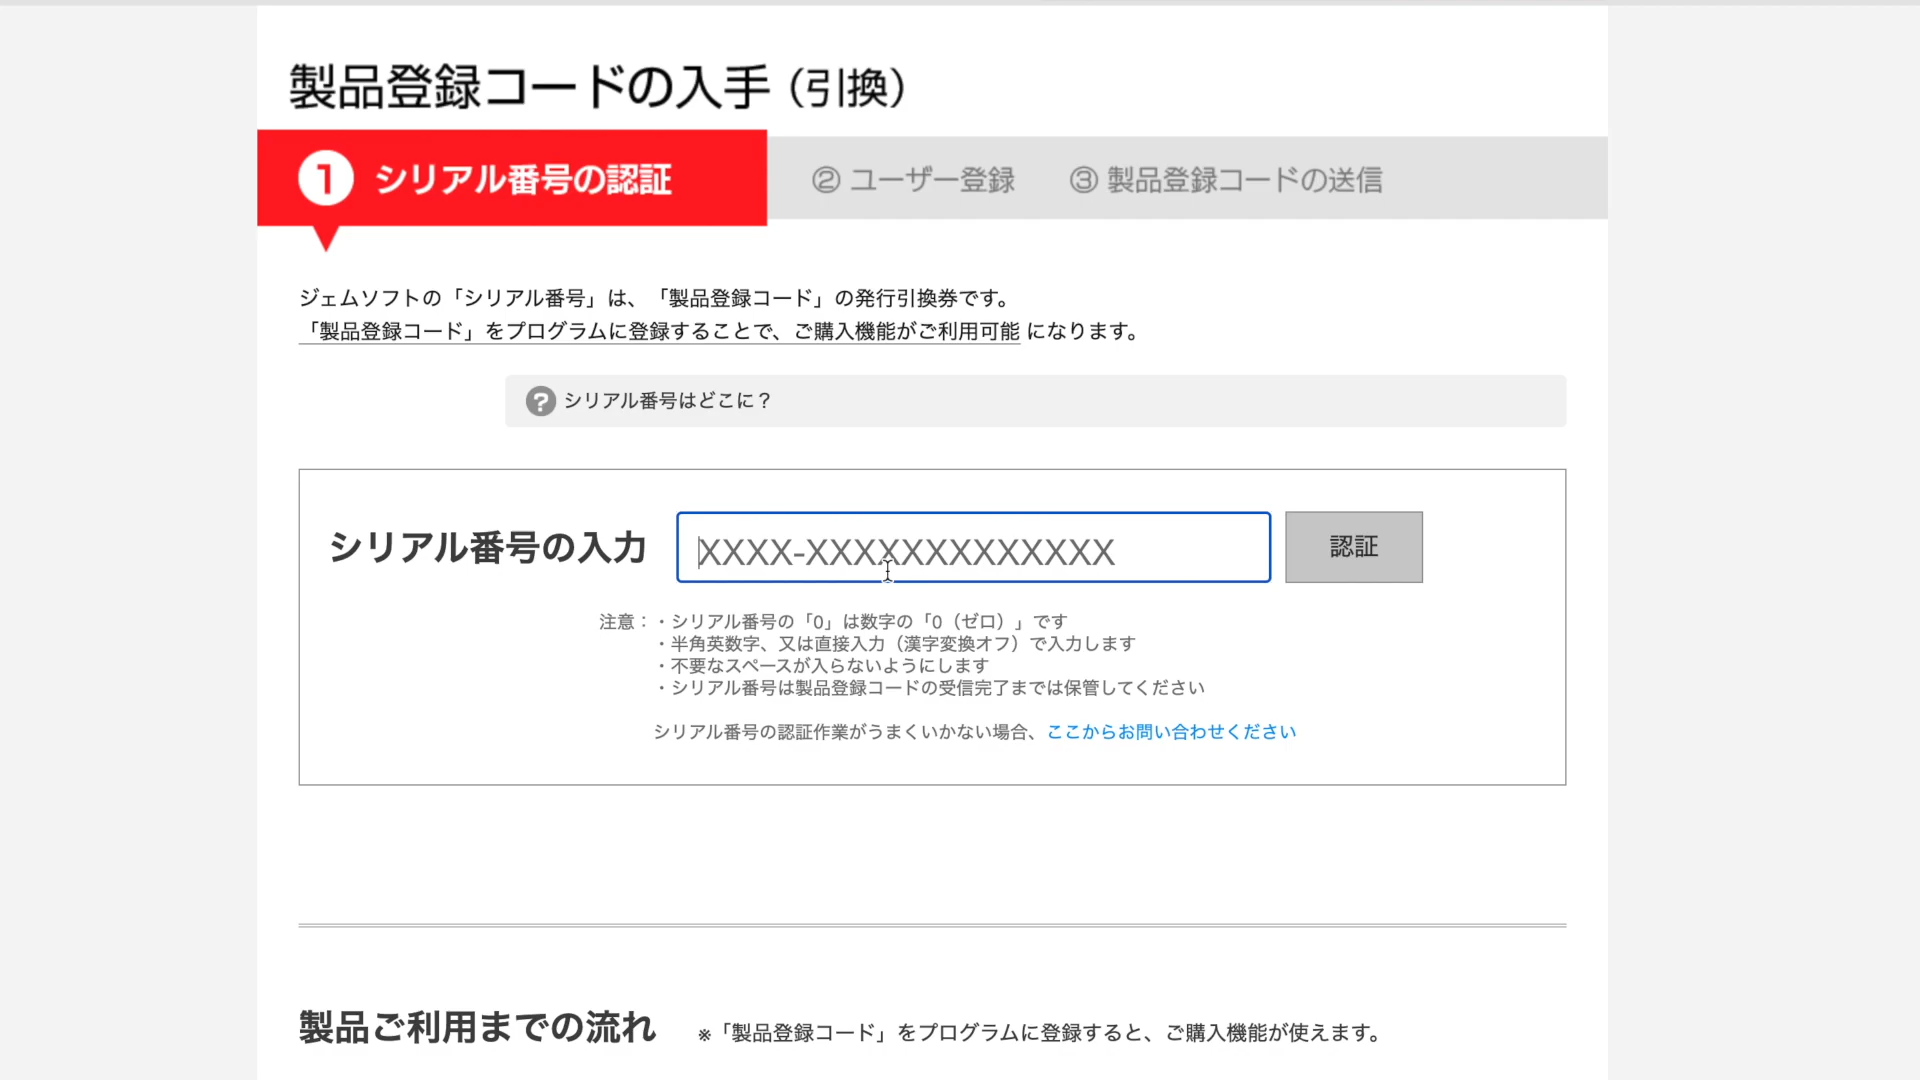 製品登録コードの入手（引換）
1 シリアル番号の認証
② ユーザー登録
③ 製品登録コードの送信
ジェムソフトの「シリアル番号」は、「製品登録コード」の発行引換券です。
「製品登録コード」をプログラムに登録することで、ご購入機能がご利用可能 になります。
? シリアル番号はどこに？
シリアル番号の入力
XXXX-XXXXXXXXXXXXX
認証
注意：・シリアル番号の「0」は数字の「0（ゼロ）」です
・半角英数字、又は直接入力（漢字変換オフ）で入力します
・不要なスペースが入らないようにします
・シリアル番号は製品登録コードの受信完了までは保管してください
シリアル番号の認証作業がうまくいかない場合、ここからお問い合わせください
製品ご利用までの流れ
※「製品登録コード」をプログラムに登録すると、ご購入機能が使えます。